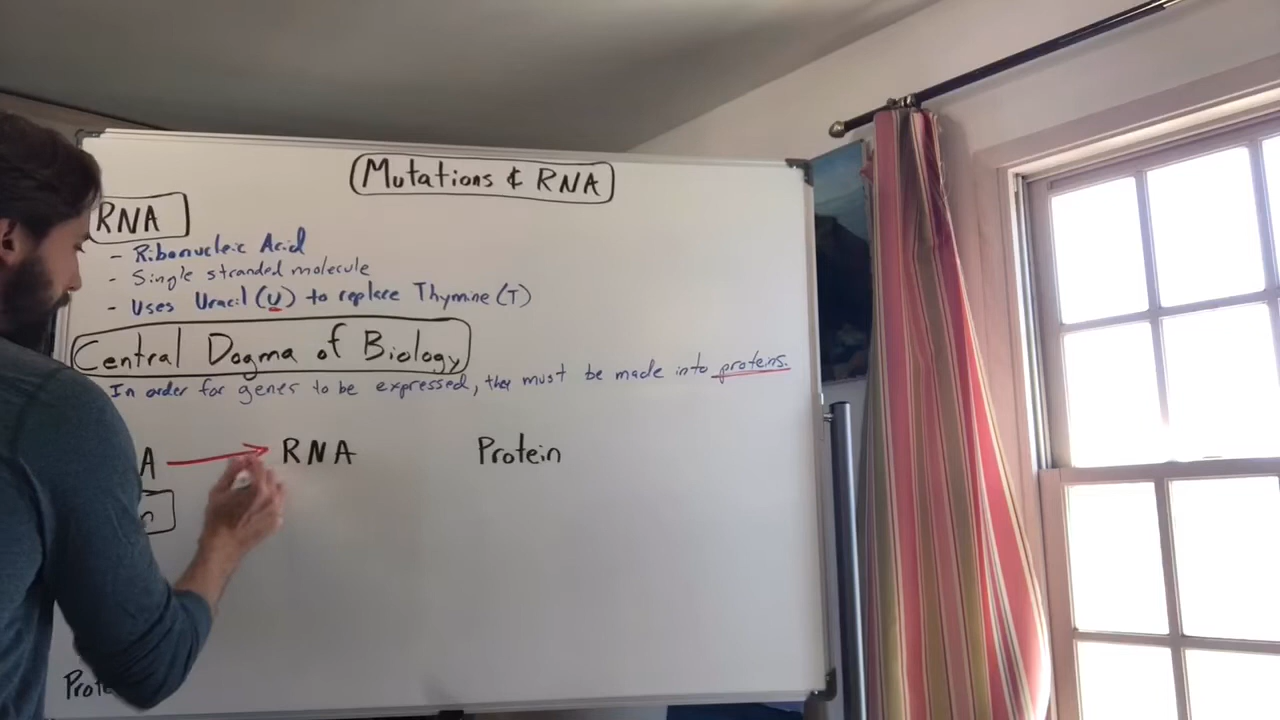 Mutations & RNA
RNA
- Ribonucleic Acid
- Single stranded molecule
- Uses Uracil (U) to replace Thymine (T)
Central Dogma of Biology
In order for genes to be expressed, they must be made into proteins.
A → RNA Protein
n
Prote